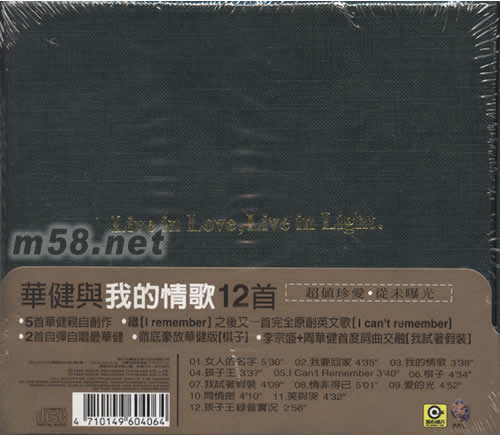 Live in Love, Live in Light.
m58.net
華健與我的情歌12首
超值珍愛·從未曝光
•5首華健親自創作 •繼[I remember]之後又一首完全原創英文歌[I can't remember]
•2首自彈自唱最華健 •徹底豪放華健版[棋子] •李宗盛+周華健首度詞曲交融[我試著假裝]
01.女人的名字 5'30" 02.我要回家 4'35" 03.我的情歌 3'38"
04.孩子王 3'35" 05.I Can't Remember 3'40" 06.棋子 4'34"
07.我試著假裝 4'09" 08.情非得已 5'01" 09.愛的光 4'52"
10.同情劑 4'30" 11.笑與哭 4'32"
12.孩子王錄音實況 2'56"
4 710149 604064